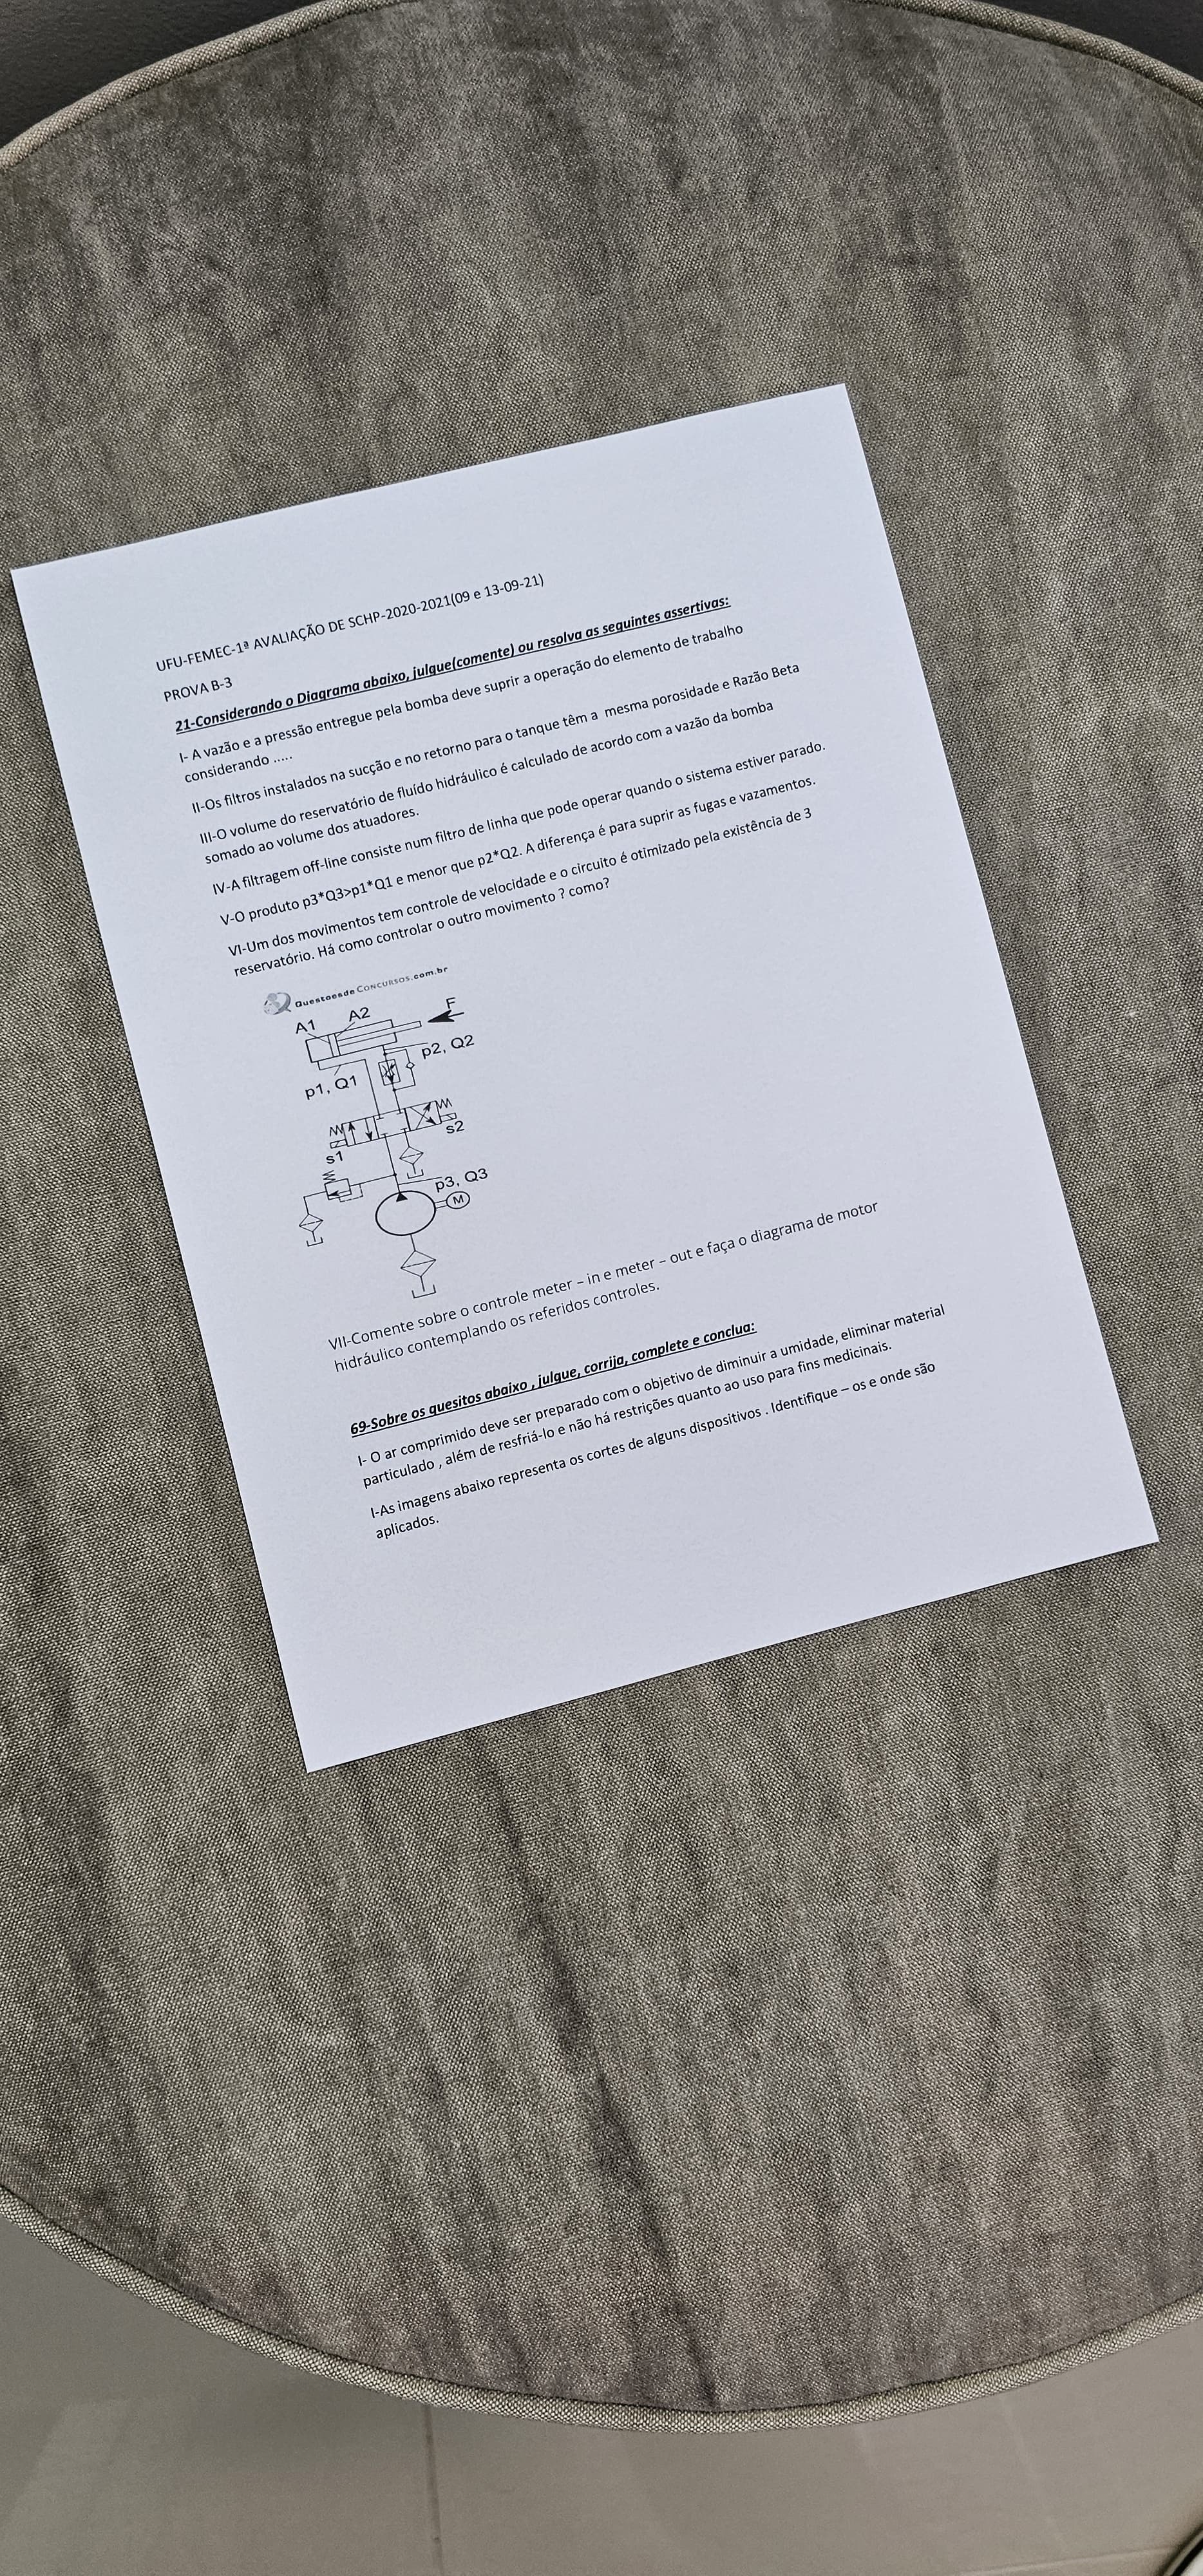 UFU-FEMEC-1ª AVALIAÇÃO DE SCHP-2020-2021(09 e 13-09-21)
PROVA B-3
21-Considerando o Diagrama abaixo, julgue(comente) ou resolva as seguintes assertivas:
I- A vazão e a pressão entregue pela bomba deve suprir a operação do elemento de trabalho
considerando .....
II-Os filtros instalados na sucção e no retorno para o tanque têm a mesma porosidade e Razão Beta
III-O volume do reservatório de fluído hidráulico é calculado de acordo com a vazão da bomba
somado ao volume dos atuadores.
IV-A filtragem off-line consiste num filtro de linha que pode operar quando o sistema estiver parado.
V-O produto p3*Q3>p1*Q1 e menor que p2*Q2. A diferença é para suprir as fugas e vazamentos.
VI-Um dos movimentos tem controle de velocidade e o circuito é otimizado pela existência de 3
reservatório. Há como controlar o outro movimento ? como?
QuestoesdeConcursos.com.br
A1
A2
F
p2, Q2
p1, Q1
s1
s2
p3, Q3
M
VII-Comente sobre o controle meter – in e meter – out e faça o diagrama de motor
hidráulico contemplando os referidos controles.
69-Sobre os quesitos abaixo , julgue, corrija, complete e conclua:
I- O ar comprimido deve ser preparado com o objetivo de diminuir a umidade, eliminar material
particulado , além de resfriá-lo e não há restrições quanto ao uso para fins medicinais.
I-As imagens abaixo representa os cortes de alguns dispositivos . Identifique – os e onde são
aplicados.